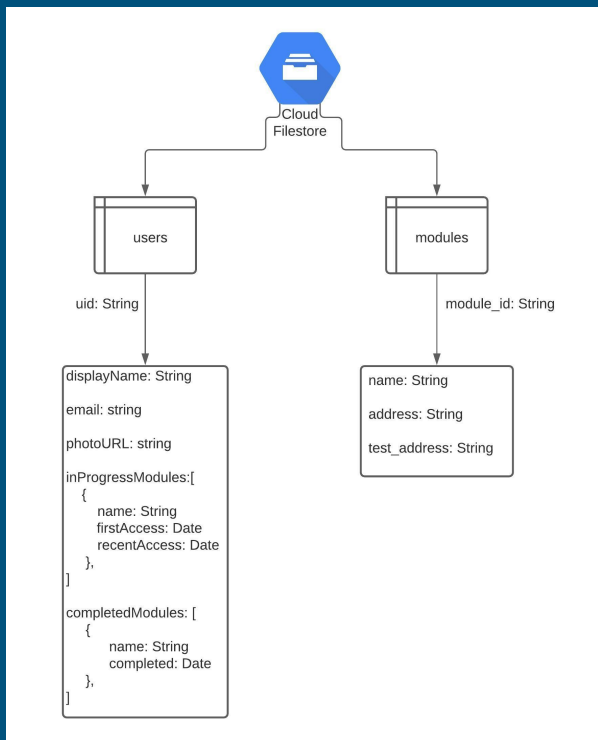 Cloud
Filestore
users
modules
uid: String
module_id: String
displayName: String
email: string
photoURL: string
inProgressModules:[
{
name: String
firstAccess: Date
recentAccess: Date
},
]
completedModules: [
{
name: String
completed: Date
},
]
name: String
address: String
test_address: String